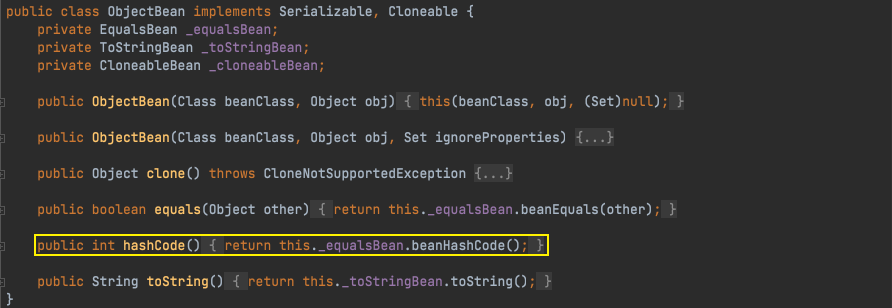 public class ObjectBean implements Serializable, Cloneable {
private EqualsBean _equalsBean;
private ToStringBean _toStringBean;
private CloneableBean _cloneableBean;
public ObjectBean(Class beanClass, Object obj) { this(beanClass, obj, (Set)null); }
public ObjectBean(Class beanClass, Object obj, Set ignoreProperties) {...}
public Object clone() throws CloneNotSupportedException {...}
public boolean equals(Object other) { return this._equalsBean.beanEquals(other); }
public int hashCode() { return this._equalsBean.beanHashCode(); }
public String toString() { return this._toStringBean.toString(); }
}